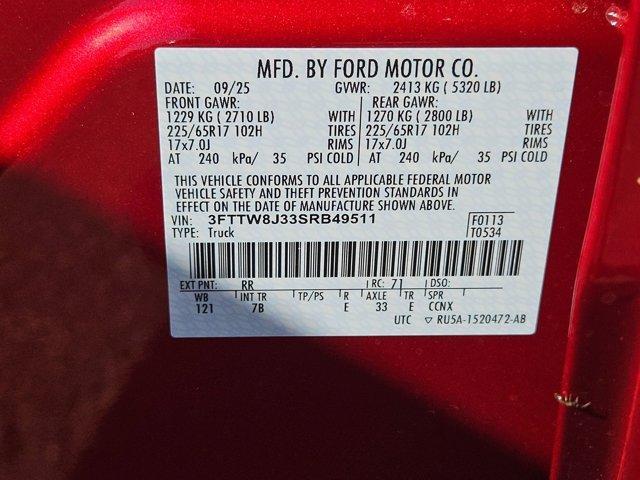 MFD. BY FORD MOTOR CO.
DATE: 09/25 GVWR: 2413 KG ( 5320 LB)
FRONT GAWR: REAR GAWR:
1229 KG ( 2710 LB) WITH 1270 KG ( 2800 LB) WITH
225/65R17 102H TIRES 225/65R17 102H TIRES
17x7.0J RIMS 17x7.0J RIMS
AT 240 kPa/ 35 PSI COLD AT 240 kPa/ 35 PSI COLD
THIS VEHICLE CONFORMS TO ALL APPLICABLE FEDERAL MOTOR
VEHICLE SAFETY AND THEFT PREVENTION STANDARDS IN
EFFECT ON THE DATE OF MANUFACTURE SHOWN ABOVE.
VIN: 3FTTW8J33SRB49511 F0113
TYPE: Truck T0534
EXT PNT: RR RC: 71 DSO:
WB INT TR TP/PS R AXLE TR SPR
121 7B E 33 E CCNX
UTC ▽ RU5A-1520472-AB